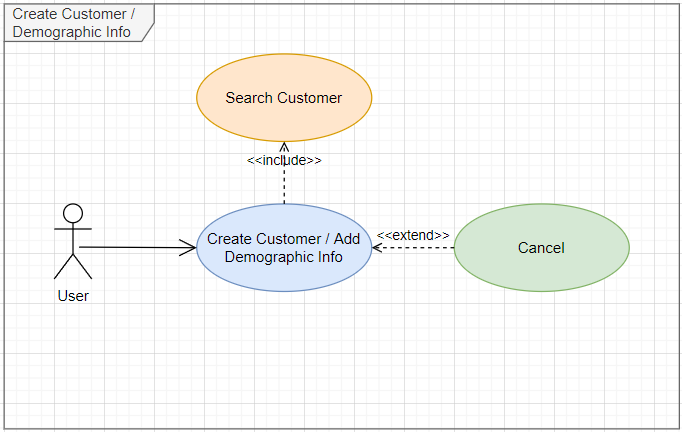 Create Customer /
Demographic Info
Search Customer
<<include>>
Create Customer / Add
Demographic Info
<<extend>>
Cancel
User